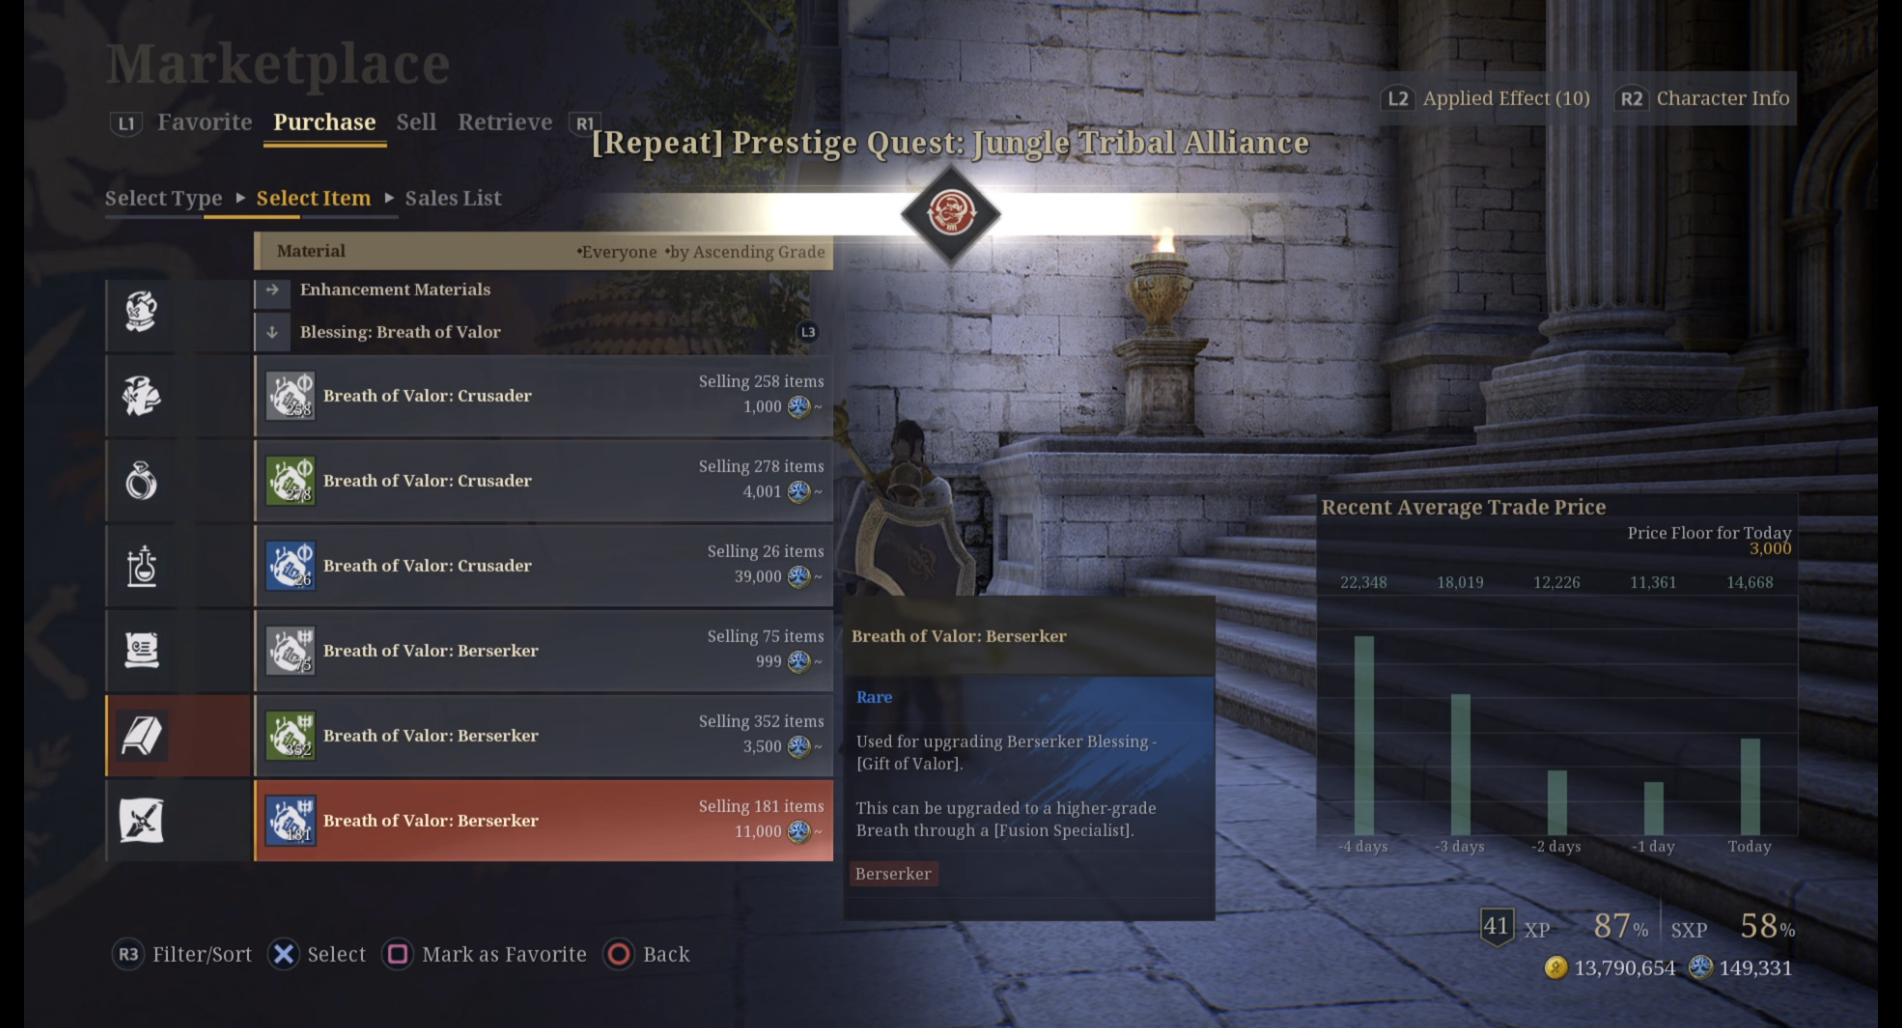 Marketplace
L1 Favorite Purchase Sell Retrieve R1
L2 Applied Effect (10) R2 Character Info
[Repeat] Prestige Quest: Jungle Tribal Alliance
Select Type ▸ Select Item ▸ Sales List
Material •Everyone •by Ascending Grade
Enhancement Materials
Blessing: Breath of Valor L3
Breath of Valor: Crusader
Selling 258 items
1,000 ~
258
Breath of Valor: Crusader
Selling 278 items
4,001 ~
278
Breath of Valor: Crusader
Selling 26 items
39,000 ~
26
Breath of Valor: Berserker
Selling 75 items
999 ~
75
Breath of Valor: Berserker
Selling 352 items
3,500 ~
352
Breath of Valor: Berserker
Selling 181 items
11,000 ~
181
Breath of Valor: Berserker
Rare
Used for upgrading Berserker Blessing -
[Gift of Valor].
This can be upgraded to a higher-grade
Breath through a [Fusion Specialist].
Berserker
Recent Average Trade Price
Price Floor for Today
3,000
22,348 18,019 12,226 11,361 14,668
-4 days -3 days -2 days -1 day Today
41 XP 87% SXP 58%
13,790,654 149,331
R3 Filter/Sort Select Mark as Favorite Back